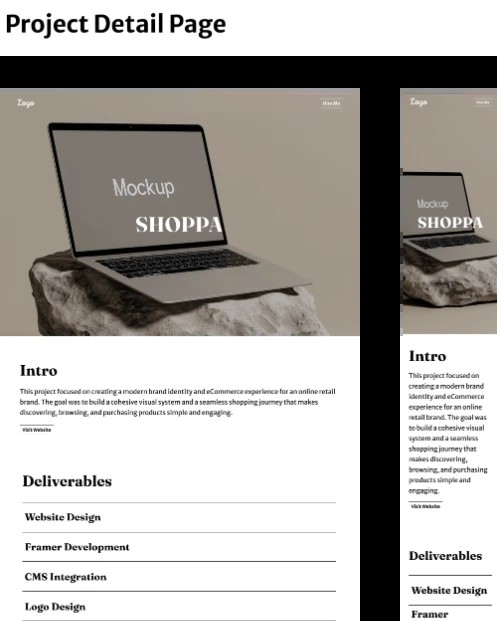 Project Detail Page
Logo
Hire Me
Mockup
SHOPPA
Intro
This project focused on creating a modern brand identity and eCommerce experience for an online retail
brand. The goal was to build a cohesive visual system and a seamless shopping journey that makes
discovering, browsing, and purchasing products simple and engaging.
Visit Website
Deliverables
Website Design
Framer Development
CMS Integration
Logo Design
Logo
Hire Me
Mockup
SHOPPA
Intro
This project focused on
creating a modern brand
identity and eCommerce
experience for an online
retail brand. The goal was
to build a cohesive visual
system and a seamless
shopping journey that
makes discovering,
browsing, and purchasing
products simple and
engaging.
Visit Website
Deliverables
Website Design
Framer